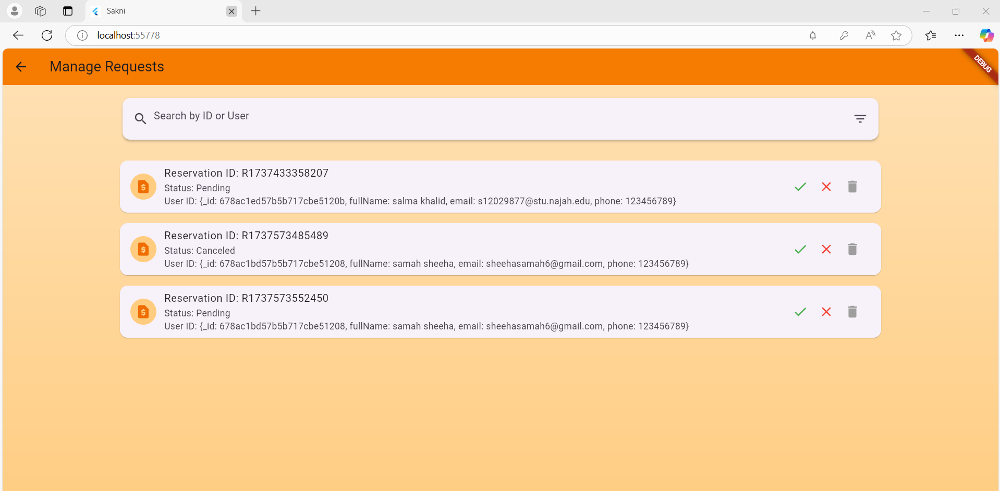 Sakni
localhost:55778
Manage Requests
DEBUG
Search by ID or User
Reservation ID: R1737433358207
Status: Pending
User ID: {_id: 678ac1ed57b5b717cbe5120b, fullName: salma khalid, email: s12029877@stu.najah.edu, phone: 123456789}
Reservation ID: R1737573485489
Status: Canceled
User ID: {_id: 678ac1bd57b5b717cbe51208, fullName: samah sheeha, email: sheehasamah6@gmail.com, phone: 123456789}
Reservation ID: R1737573552450
Status: Pending
User ID: {_id: 678ac1bd57b5b717cbe51208, fullName: samah sheeha, email: sheehasamah6@gmail.com, phone: 123456789}